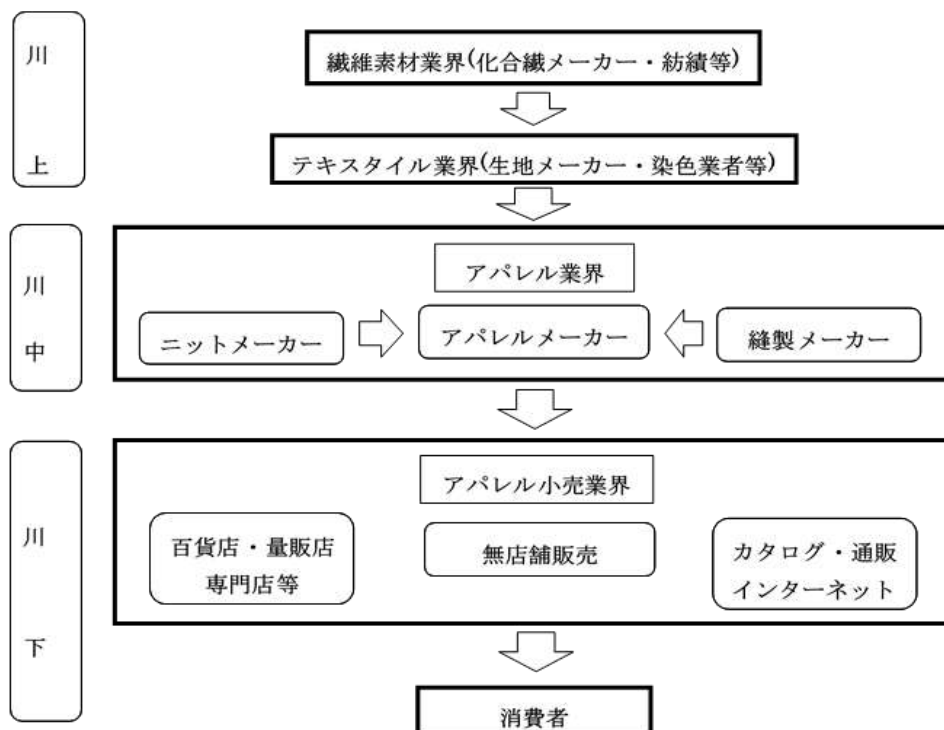 川
上
繊維素材業界(化合繊メーカー・紡績等)
テキスタイル業界(生地メーカー・染色業者等)
川
中
アパレル業界
ニットメーカー
アパレルメーカー
縫製メーカー
川
下
アパレル小売業界
百貨店・量販店
専門店等
無店舗販売
カタログ・通販
インターネット
消費者